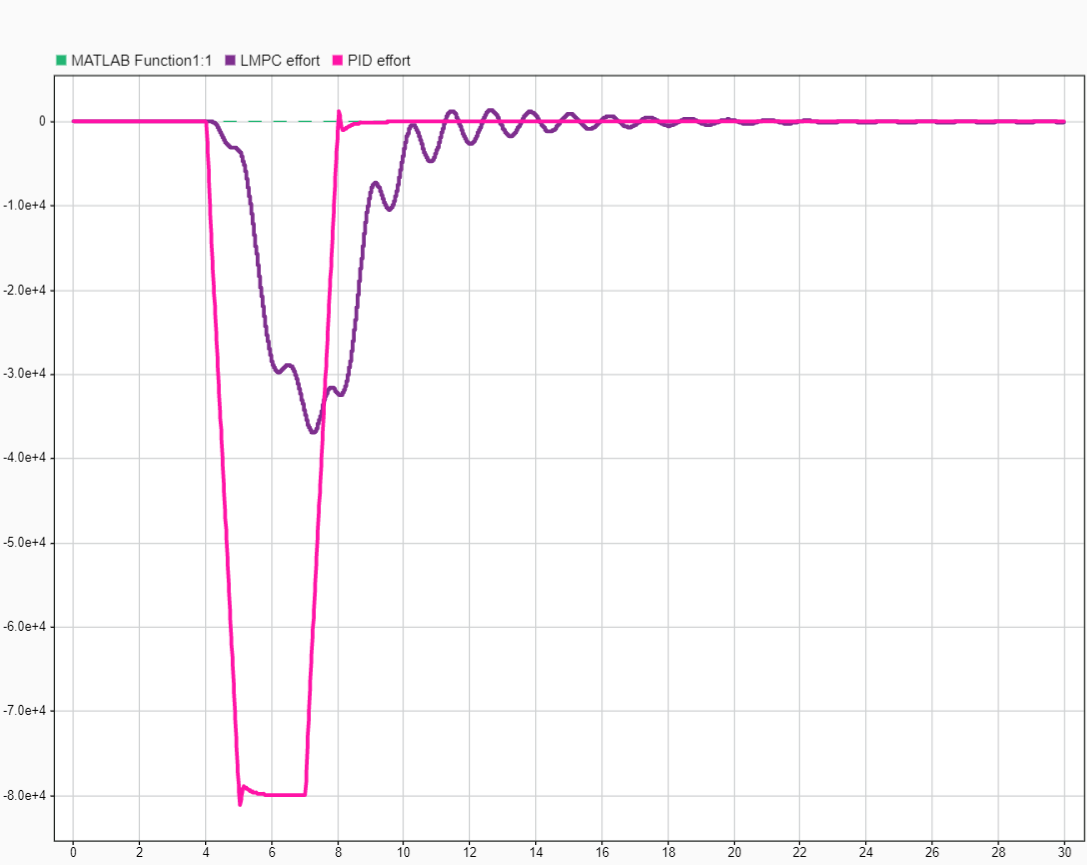 MATLAB Function1:1 LMPC effort PID effort
0
-1.0e+4
-2.0e+4
-3.0e+4
-4.0e+4
-5.0e+4
-6.0e+4
-7.0e+4
-8.0e+4
0 2 4 6 8 10 12 14 16 18 20 22 24 26 28 30